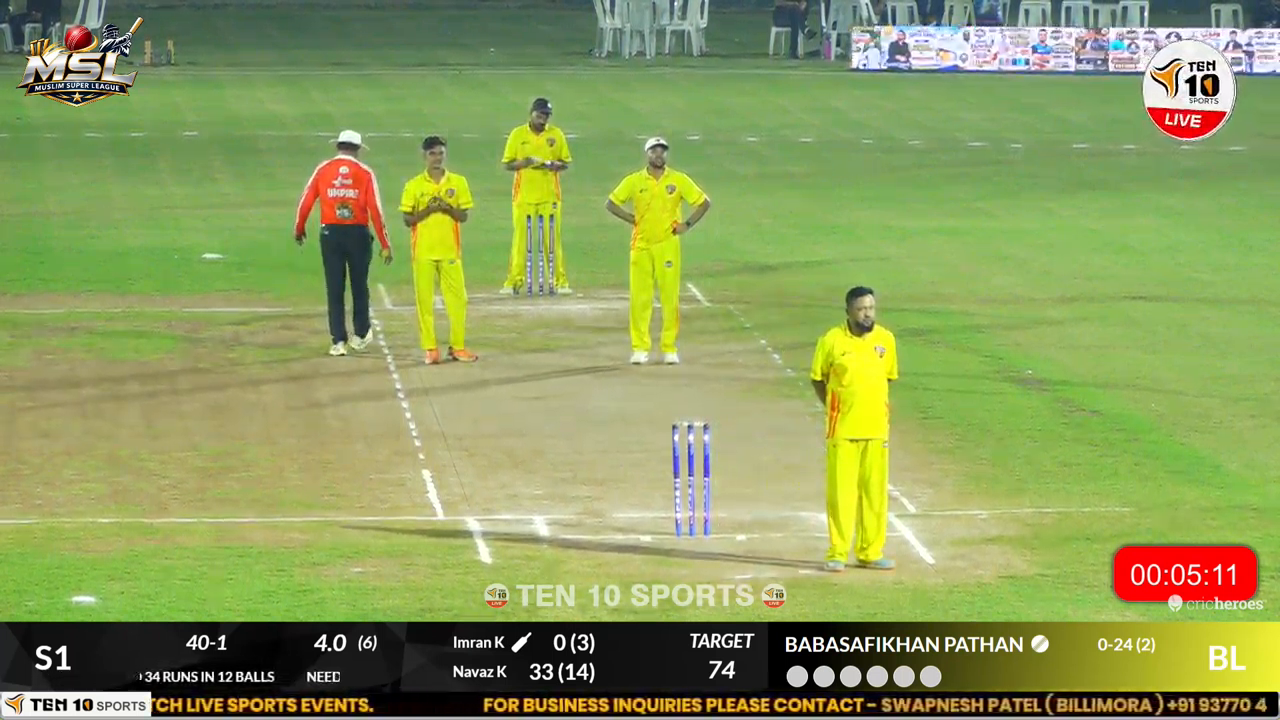 MSL
MUSLIM SUPER LEAGUE
TEN
10
SPORTS
LIVE
UMPIRE
TEN 10 SPORTS
00:05:11
cricheroes
S1
40-1
4.0 (6)
34 RUNS IN 12 BALLS
NEED
Imran K 0 (3)
Navaz K 33 (14)
TARGET
74
BABASAFIKHAN PATHAN 0-24 (2)
BL
TEN 10 SPORTS
TCH LIVE SPORTS EVENTS.
FOR BUSINESS INQUIRIES PLEASE CONTACT - SWAPNESH PATEL ( BILLIMORA ) +91 93770 4